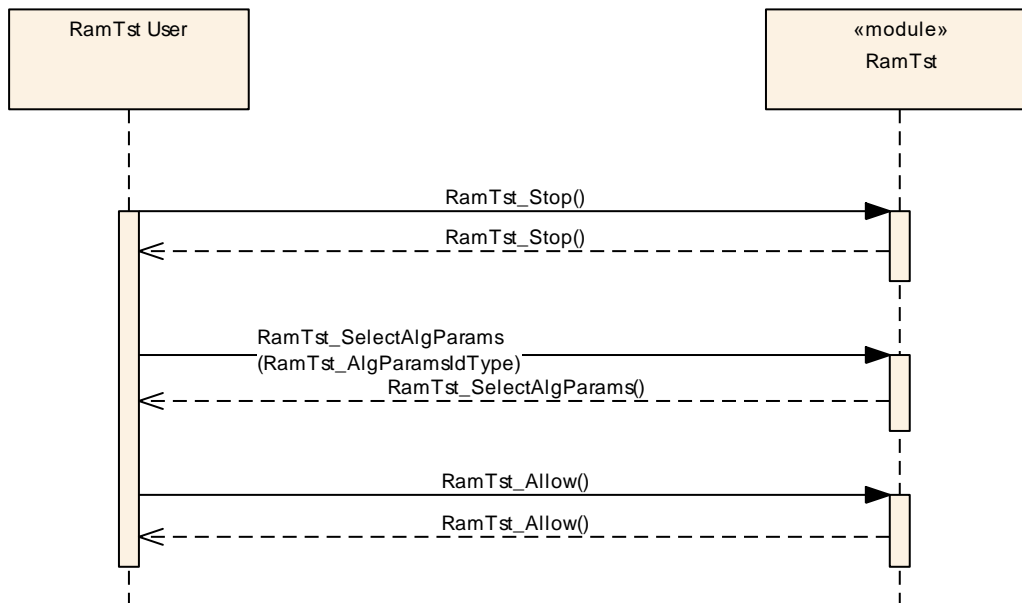 RamTst User
«module»
RamTst
RamTst_Stop()
RamTst_Stop()
RamTst_SelectAlgParams
(RamTst_AlgParamsIdType)
RamTst_SelectAlgParams()
RamTst_Allow()
RamTst_Allow()